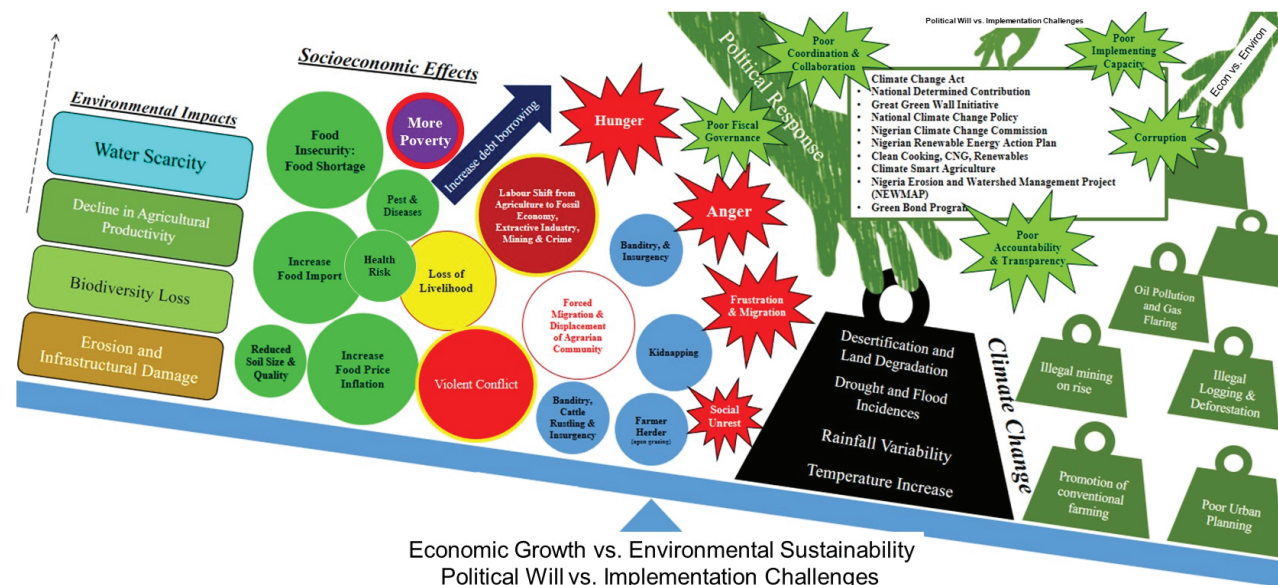 Political Will vs. Implementation Challenges
Socioeconomic Effects
Environmental Impacts
Water Scarcity
Decline in Agricultural
Productivity
Biodiversity Loss
Erosion and
Infrastructural Damage
Food
Insecurity:
Food Shortage
More
Poverty
Increase debt borrowing
Pest &
Diseases
Increase
Food Import
Health
Risk
Loss of
Livelihood
Reduced
Soil Size &
Quality
Increase
Food Price
Inflation
Violent Conflict
Labour Shift from
Agriculture to Fossil
Economy,
Extractive Industry,
Mining & Crime
Forced
Migration &
Displacement
of Agrarian
Community
Banditry, &
Insurgency
Kidnapping
Banditry,
Cattle
Rustling &
Insurgency
Farmer
Herder
(open grazing)
Hunger
Anger
Frustration
& Migration
Social
Unrest
Poor Fiscal
Governance
Political Response
Poor
Coordination &
Collaboration
Poor
Implementing
Capacity
Corruption
Poor
Accountability
& Transparency
Econ vs. Environ
• Climate Change Act
• National Determined Contribution
• Great Green Wall Initiative
• National Climate Change Policy
• Nigerian Climate Change Commission
• Nigerian Renewable Energy Action Plan
• Clean Cooking, CNG, Renewables
• Climate Smart Agriculture
• Nigeria Erosion and Watershed Management Project
(NEWMAP)
• Green Bond Program
Desertification and
Land Degradation
Drought and Flood
Incidences
Rainfall Variability
Temperature Increase
Climate Change
Oil Pollution
and Gas
Flaring
Illegal mining
on rise
Illegal
Logging &
Deforestation
Promotion of
conventional
farming
Poor Urban
Planning
Economic Growth vs. Environmental Sustainability
Political Will vs. Implementation Challenges